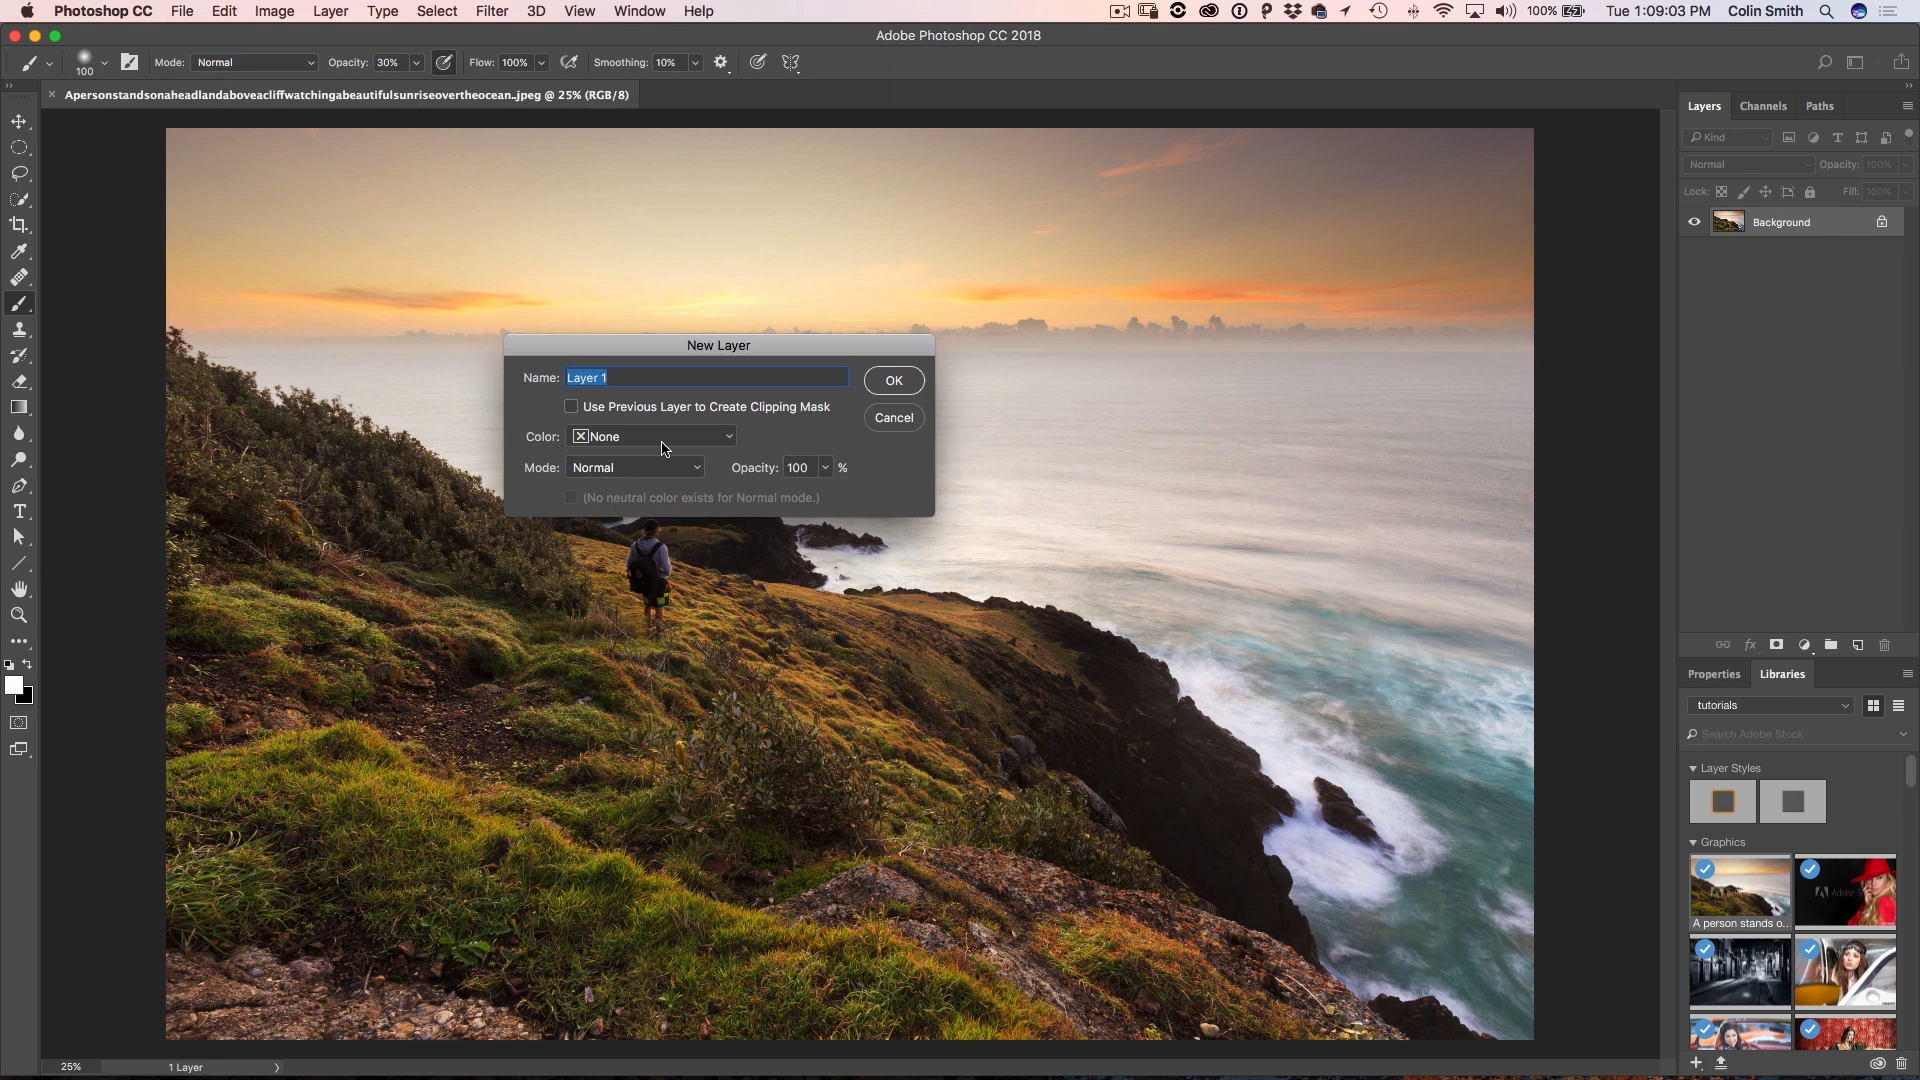 Photoshop CC File Edit Image Layer Type Select Filter 3D View Window Help 100% Tue 1:09:03 PM Colin Smith
Adobe Photoshop CC 2018
100 Mode: Normal Opacity: 30% Flow: 100% Smoothing: 10%
Apersonstandsonaheadlandaboveacliffwatchingabeautifulsunriseovertheocean..jpeg @ 25% (RGB/8)
Layers Channels Paths
Kind
Normal Opacity: 100%
Lock: Fill: 100%
Background
New Layer
Name: Layer 1 OK
Use Previous Layer to Create Clipping Mask
Cancel
Color: None
Mode: Normal Opacity: 100 %
(No neutral color exists for Normal mode.)
Properties Libraries
tutorials
Search Adobe Stock
Layer Styles
Graphics
A person stands o...
25% 1 Layer